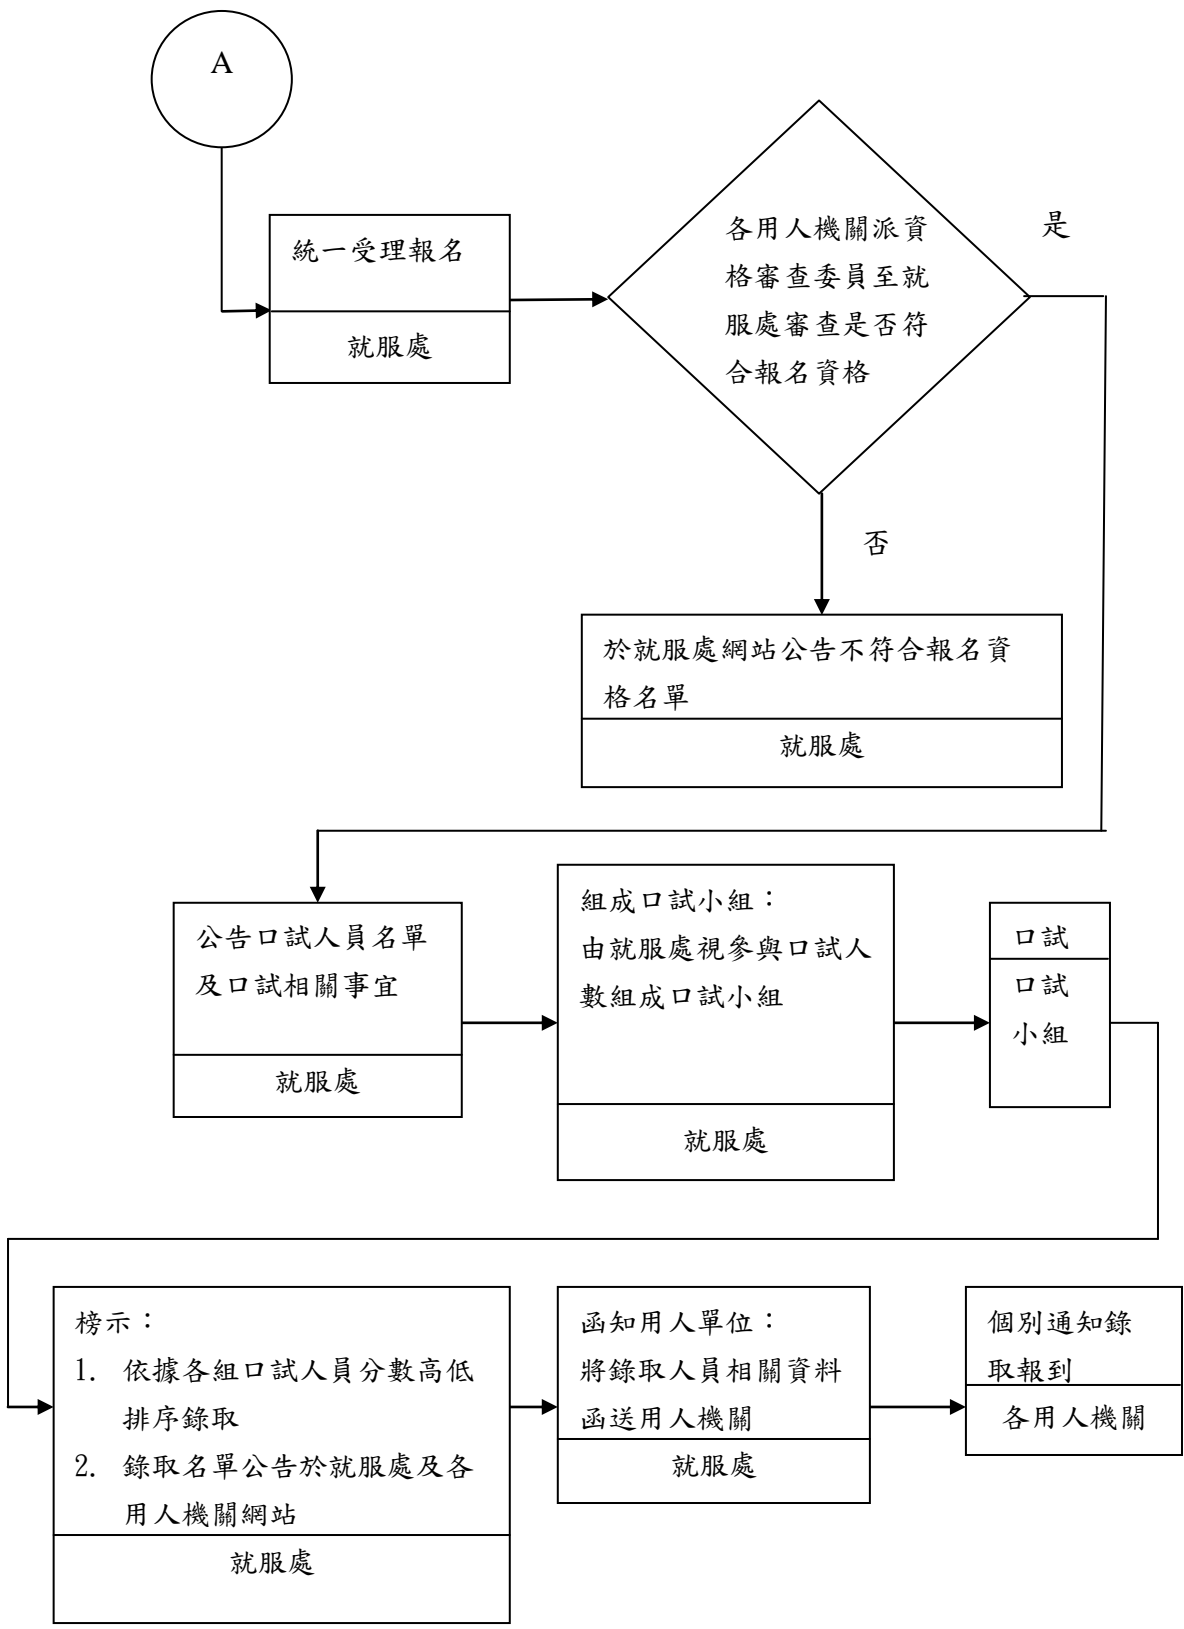 A
統一受理報名
就服處
各用人機關派資
格審查委員至就
服處審查是否符
合報名資格
是
否
於就服處網站公告不符合報名資
格名單
就服處
公告口試人員名單
及口試相關事宜
就服處
組成口試小組：
由就服處視參與口試人
數組成口試小組
就服處
口試
口試
小組
榜示：
1. 依據各組口試人員分數高低
排序錄取
2. 錄取名單公告於就服處及各
用人機關網站
就服處
函知用人單位：
將錄取人員相關資料
函送用人機關
就服處
個別通知錄
取報到
各用人機關